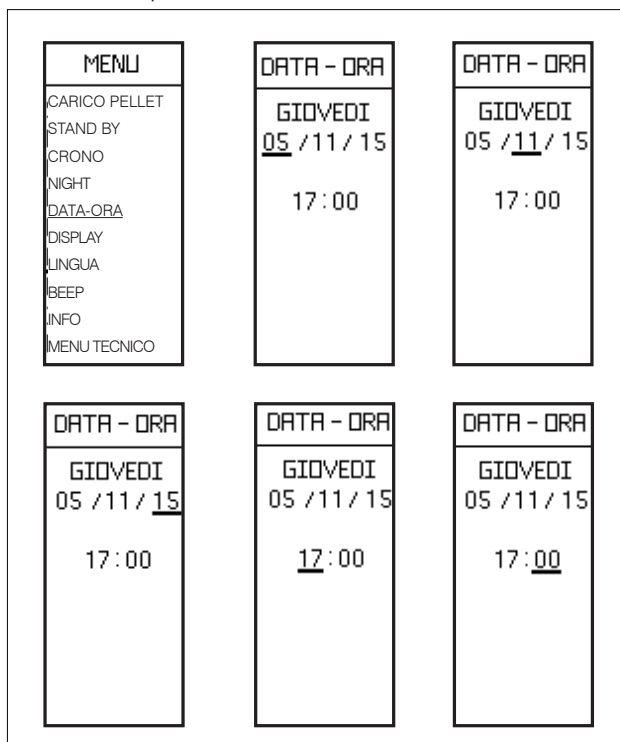 MENU
CARICO PELLET
STAND BY
CRONO
NIGHT
DATA-ORA
DISPLAY
LINGUA
BEEP
INFO
MENU TECNICO
DATA - ORA
GIOVEDI
05 /11/ 15
17:00
DATA - ORA
GIOVEDI
05 /11/ 15
17:00
DATA - ORA
GIOVEDI
05 /11/ 15
17:00
DATA - ORA
GIOVEDI
05 /11/ 15
17:00
DATA - ORA
GIOVEDI
05 /11/ 15
17:00